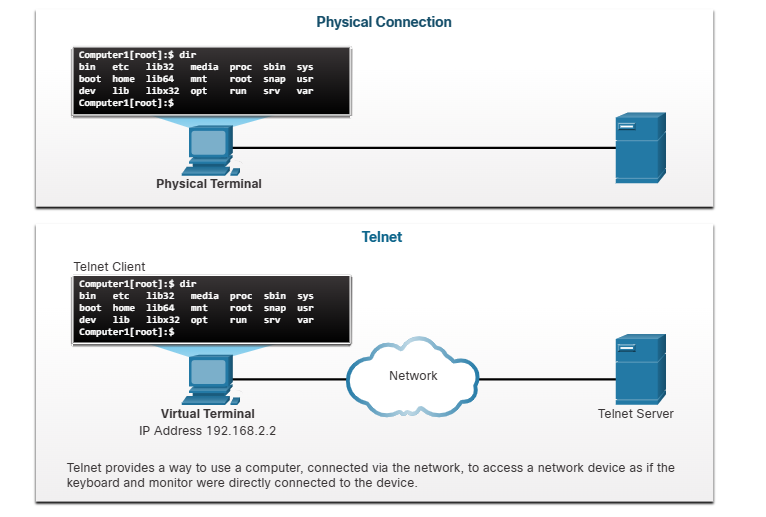 Physical Connection
Computer1[root]:$ dir
bin etc lib32 media proc sbin sys
boot home lib64 mnt root snap usr
dev lib libx32 opt run srv var
Computer1[root]:$
Physical Terminal
Telnet
Telnet Client
Computer1[root]:$ dir
bin etc lib32 media proc sbin sys
boot home lib64 mnt root snap usr
dev lib libx32 opt run srv var
Computer1[root]:$
Network
Virtual Terminal
IP Address 192.168.2.2
Telnet Server
Telnet provides a way to use a computer, connected via the network, to access a network device as if the
keyboard and monitor were directly connected to the device.